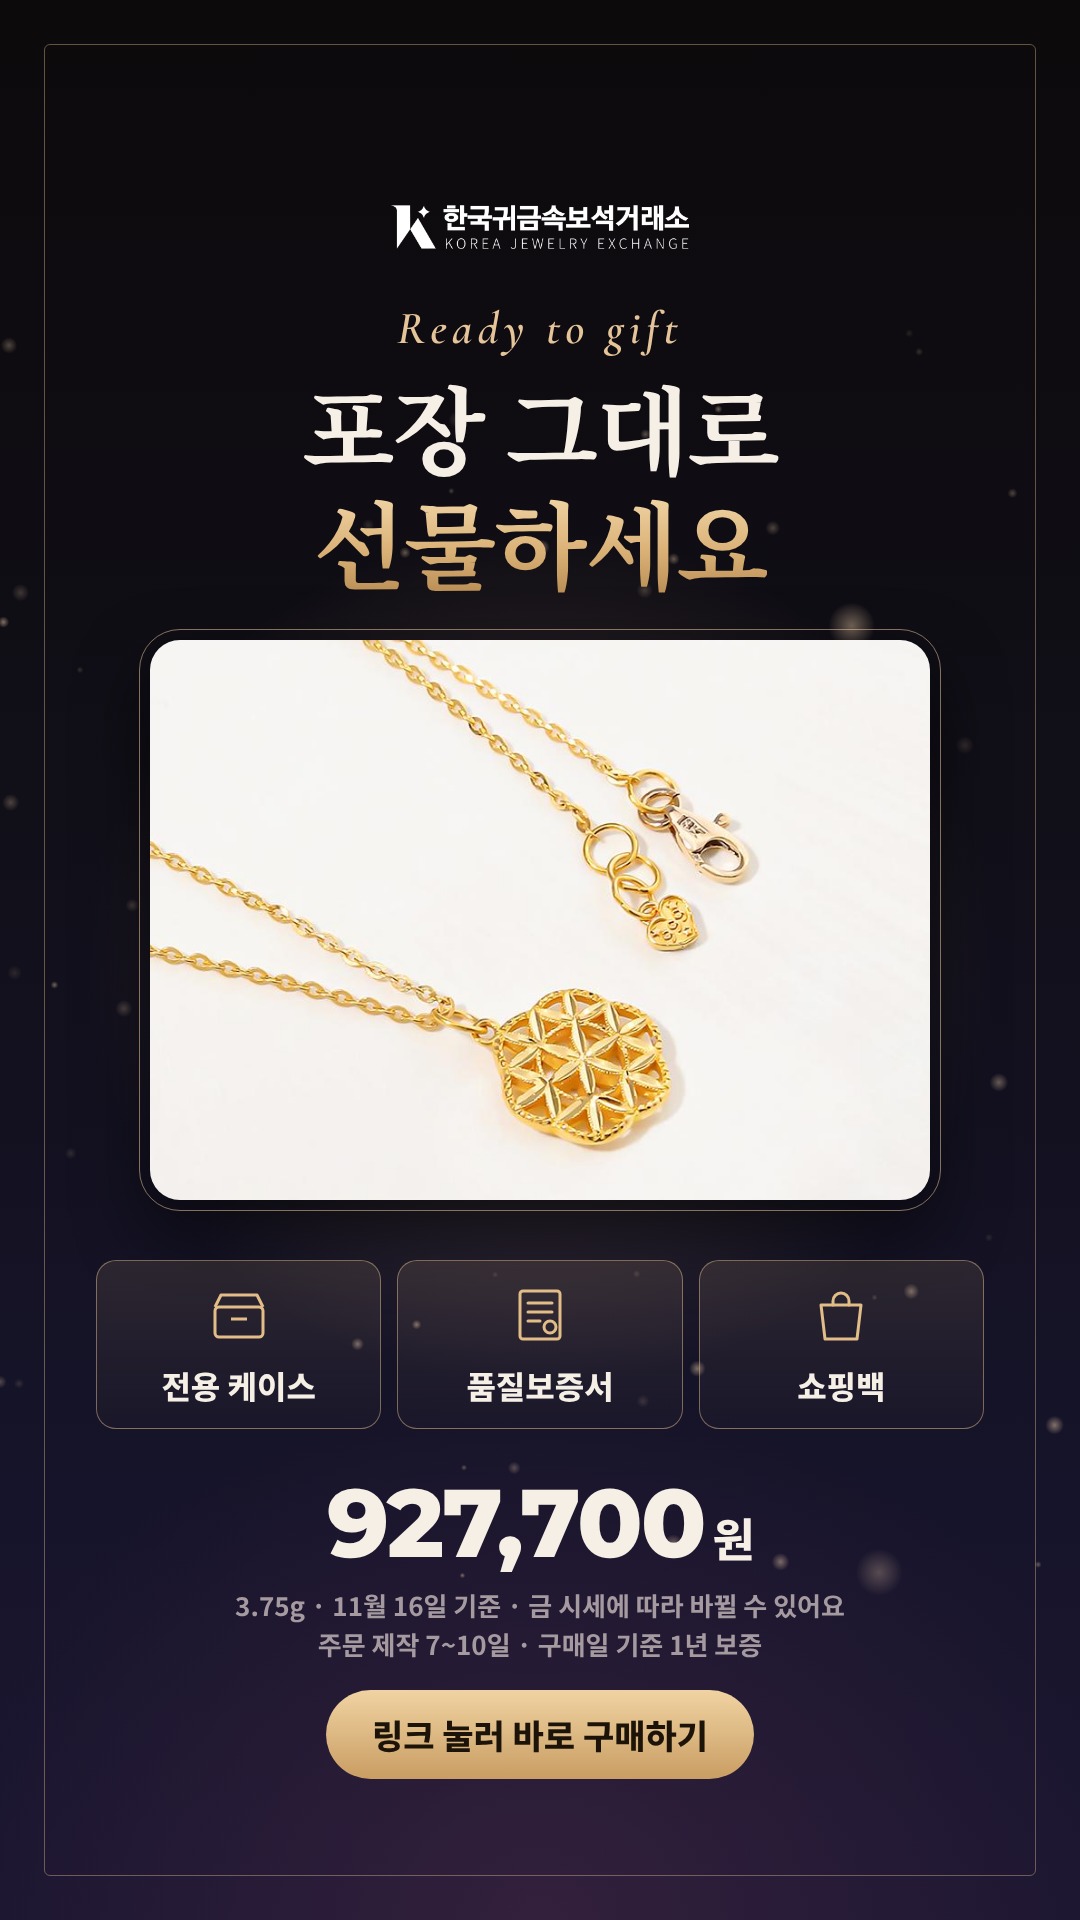 한국귀금속보석거래소
KOREA JEWELRY EXCHANGE
Ready to gift
포장 그대로
선물하세요
전용 케이스
품질보증서
쇼핑백
927,700원
3.75g · 11월 16일 기준 · 금 시세에 따라 바뀔 수 있어요
주문 제작 7~10일 · 구매일 기준 1년 보증
링크 눌러 바로 구매하기